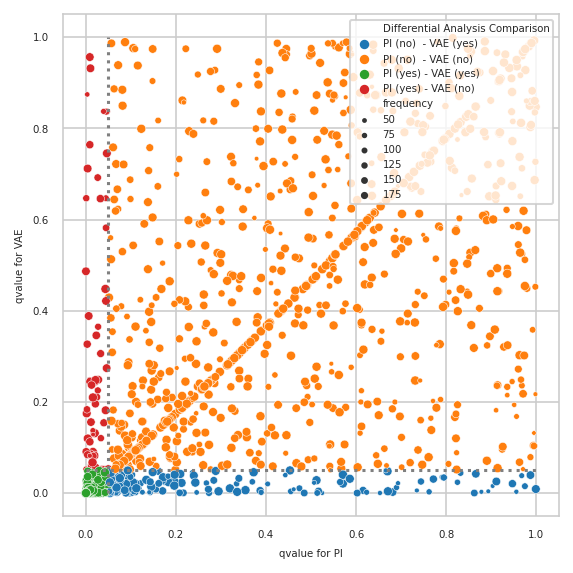 Differential Analysis Comparison
PI (no)  - VAE (yes)
PI (no)  - VAE (no)
PI (yes) - VAE (yes)
PI (yes) - VAE (no)
frequency
50
75
100
125
150
175
1.0
0.8
0.6
0.4
0.2
0.0
qvalue for VAE
0.0 0.2 0.4 0.6 0.8 1.0
qvalue for PI